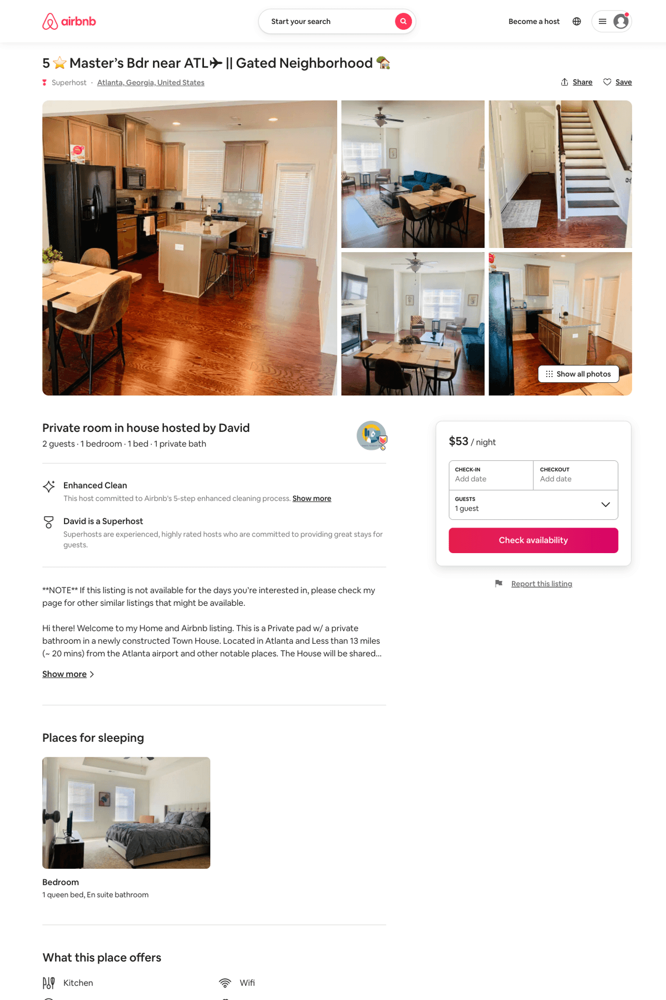 airbnb
Start your search
Become a host
5 ⭐ Master's Bdr near ATL✈ || Gated Neighborhood 🏡
Superhost · Atlanta, Georgia, United States
Share
Save
Show all photos
Private room in house hosted by David
2 guests · 1 bedroom · 1 bed · 1 private bath
Enhanced Clean
This host committed to Airbnb's 5-step enhanced cleaning process. Show more
David is a Superhost
Superhosts are experienced, highly rated hosts who are committed to providing great stays for
guests.
$53 / night
CHECK-IN
Add date
CHECKOUT
Add date
GUESTS
1 guest
Check availability
Report this listing
**NOTE** If this listing is not available for the days you're interested in, please check my
page for other similar listings that might be available.
Hi there! Welcome to my Home and Airbnb listing. This is a Private pad w/ a private
bathroom in a newly constructed Town House. Located in Atlanta and Less than 13 miles
(~ 20 mins) from the Atlanta airport and other notable places. The House will be shared...
Show more
Places for sleeping
Bedroom
1 queen bed, En suite bathroom
What this place offers
Kitchen
Wifi